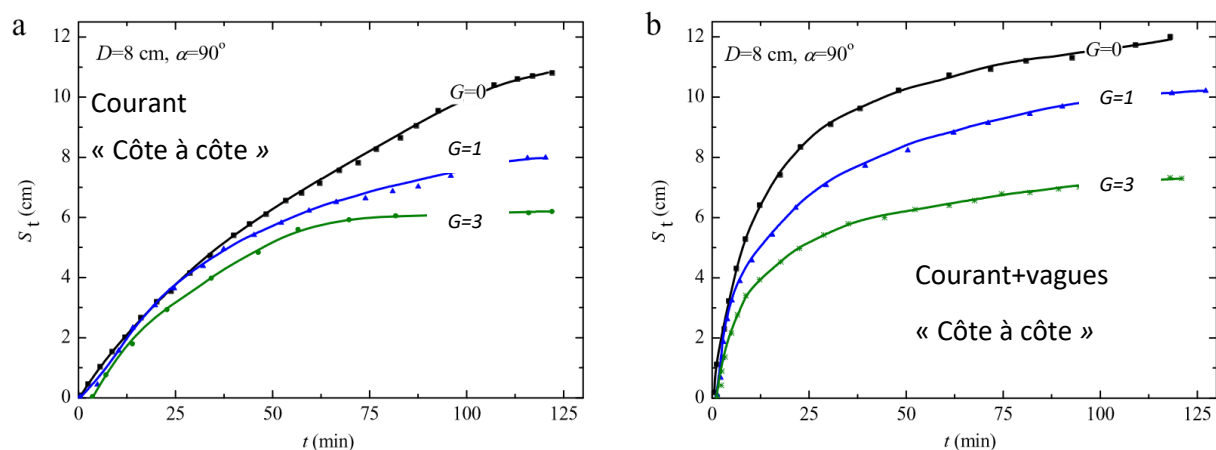 a
D=8 cm, α=90°
Courant
« Côte à côte »
G=0
G=1
G=3
12
10
8
6
4
2
0
S t (cm)
0 25 50 75 100 125
t (min)
b
D=8 cm, α=90°
G=0
G=1
G=3
Courant+vagues
« Côte à côte »
12
10
8
6
4
2
0
S t (cm)
0 25 50 75 100 125
t (min)